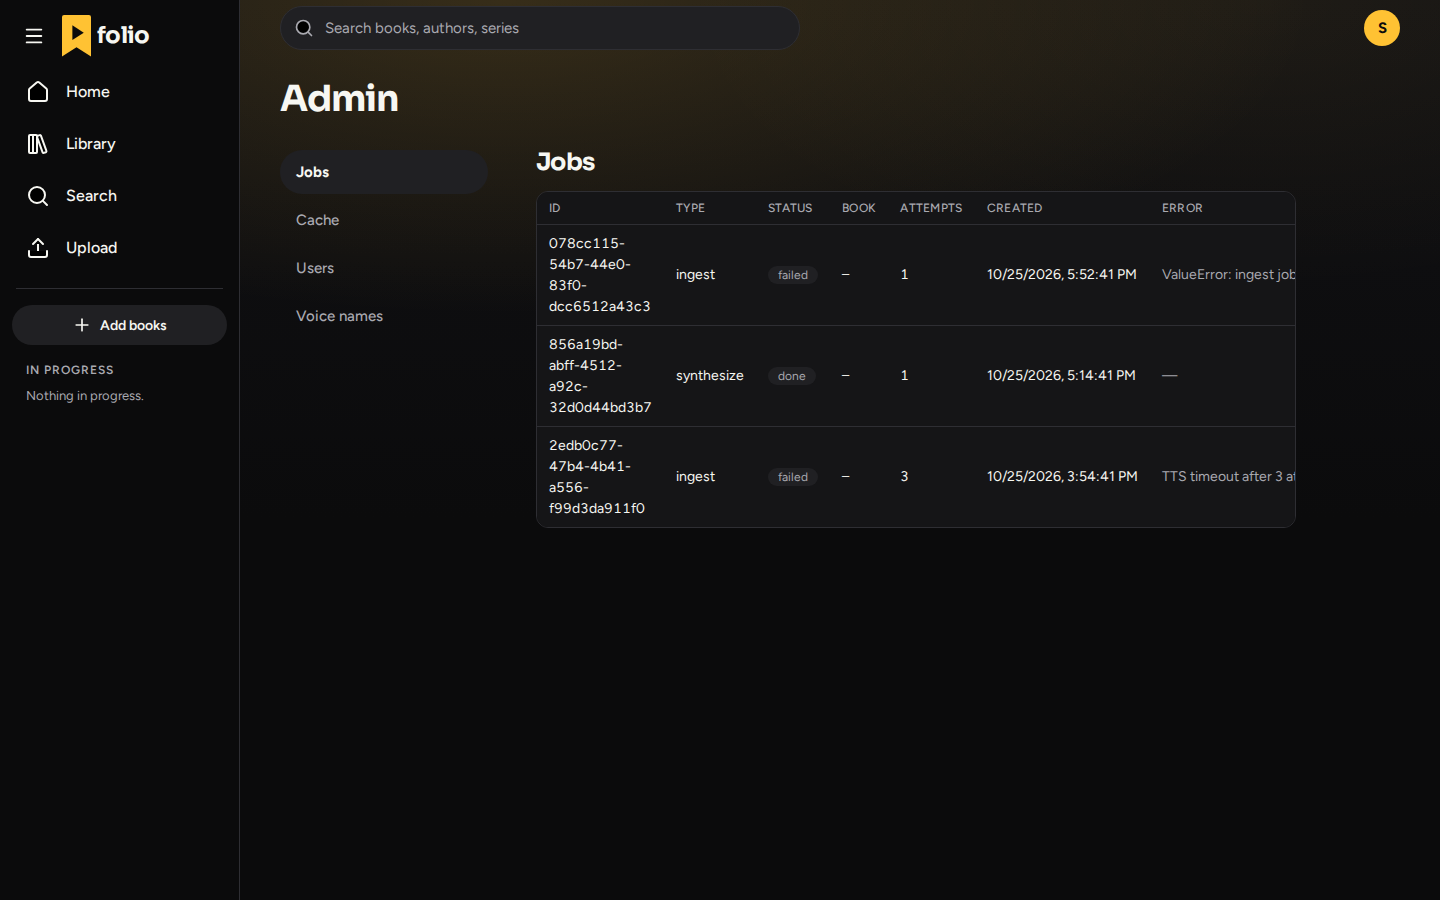 folio
Search books, authors, series
S
Home
Library
Search
Upload
Add books
IN PROGRESS
Nothing in progress.
Admin
Jobs
Cache
Users
Voice names
Jobs
ID TYPE STATUS BOOK ATTEMPTS CREATED ERROR
078cc115-
54b7-44e0-
83f0-
dcc6512a43c3
ingest failed – 1 10/25/2026, 5:52:41 PM ValueError: ingest job
856a19bd-
abff-4512-
a92c-
32d0d44bd3b7
synthesize done – 1 10/25/2026, 5:14:41 PM —
2edb0c77-
47b4-4b41-
a556-
f99d3da911f0
ingest failed – 3 10/25/2026, 3:54:41 PM TTS timeout after 3